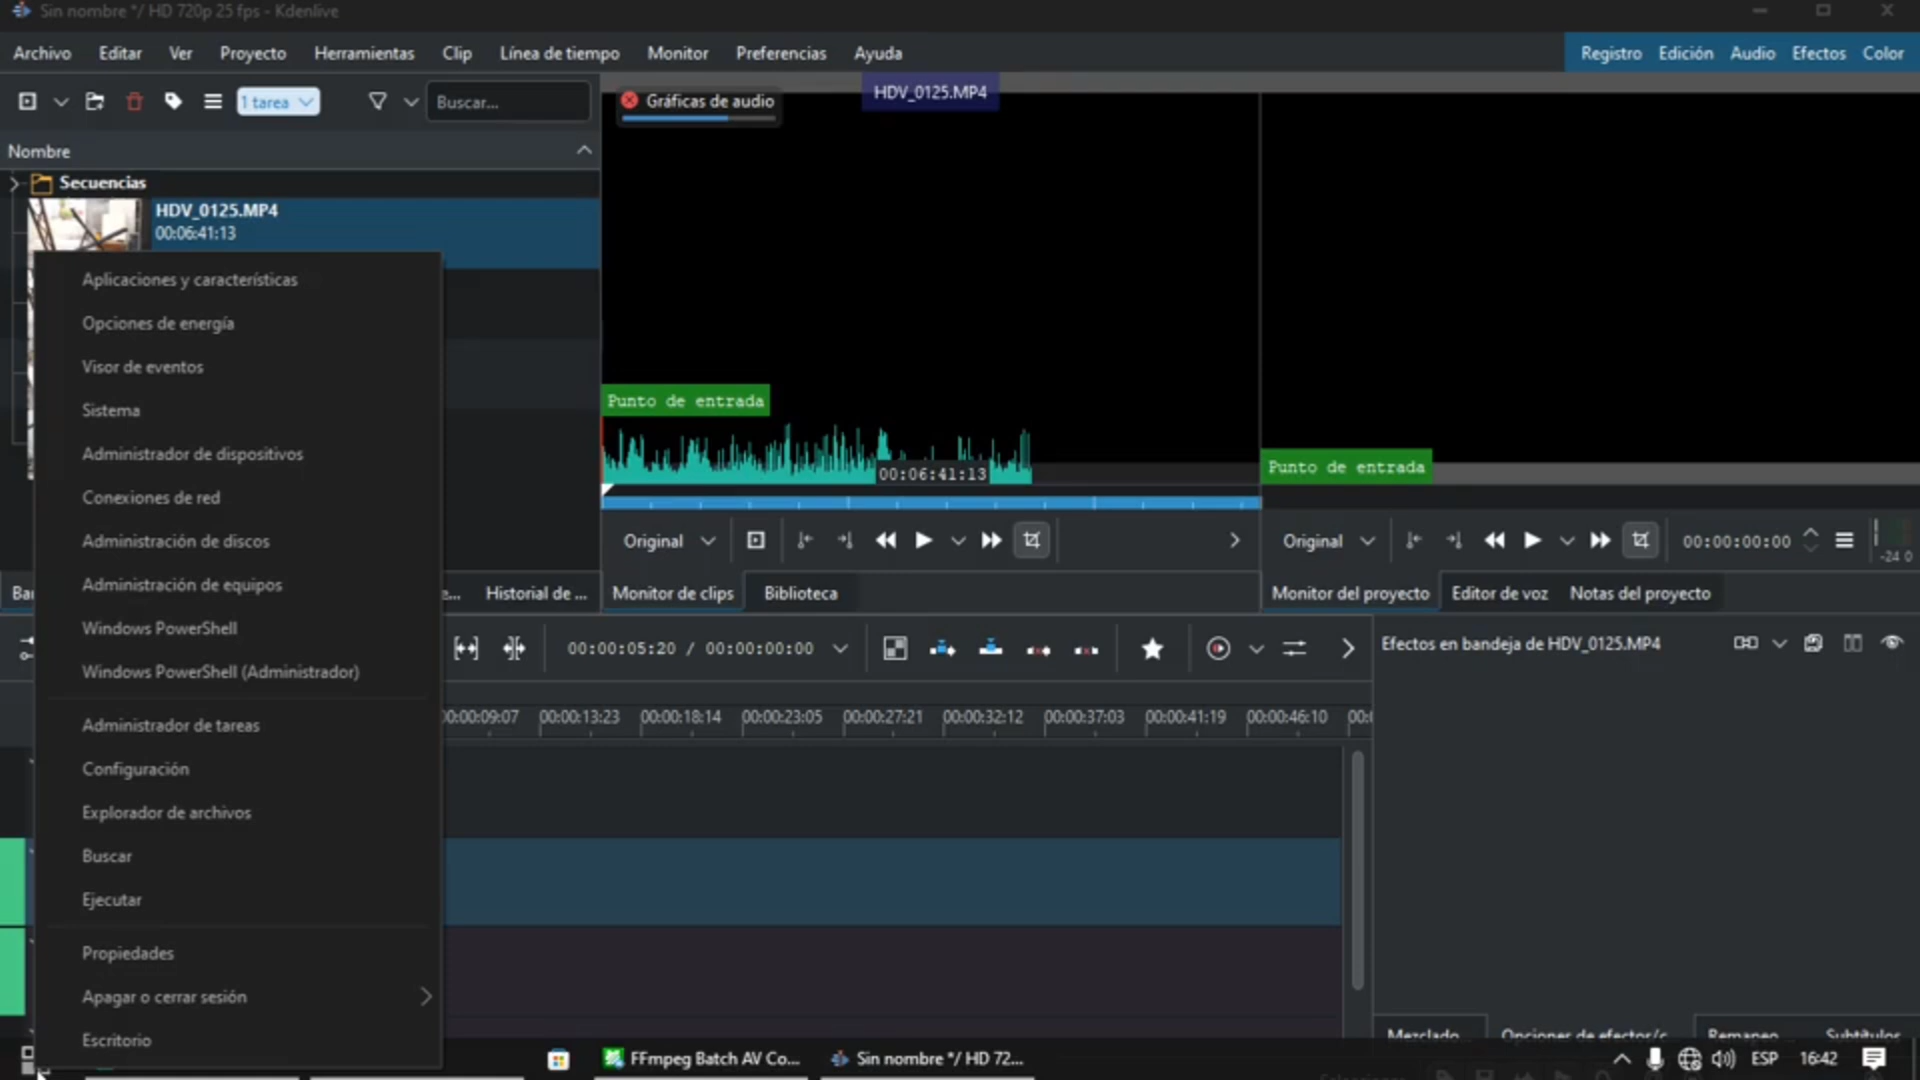 Sin nombre */ HD 720p 25 fps - Kdenlive
Archivo Editar Ver Proyecto Herramientas Clip Línea de tiempo Monitor Preferencias Ayuda
Registro Edición Audio Efectos Color
1 tarea
Buscar...
Gráficas de audio
HDV_0125.MP4
Nombre
Secuencias
HDV_0125.MP4
00:06:41:13
Aplicaciones y características
Opciones de energía
Visor de eventos
Sistema
Administrador de dispositivos
Conexiones de red
Administración de discos
Administración de equipos
Windows PowerShell
Windows PowerShell (Administrador)
Administrador de tareas
Configuración
Explorador de archivos
Buscar
Ejecutar
Propiedades
Apagar o cerrar sesión
Escritorio
Punto de entrada
00:06:41:13
Punto de entrada
Original
Original
00:00:00:00
-24 0
Historial de ...
Monitor de clips
Biblioteca
Monitor del proyecto
Editor de voz
Notas del proyecto
00:00:05:20 / 00:00:00:00
Efectos en bandeja de HDV_0125.MP4
00:00:09:07 00:00:13:23 00:00:18:14 00:00:23:05 00:00:27:21 00:00:32:12 00:00:37:03 00:00:41:19 00:00:46:10
Mezclado...
Opciones de efecto/c...
Remapeo...
Subtítulos
FFmpeg Batch AV Co...
Sin nombre */ HD 72...
ESP
16:42